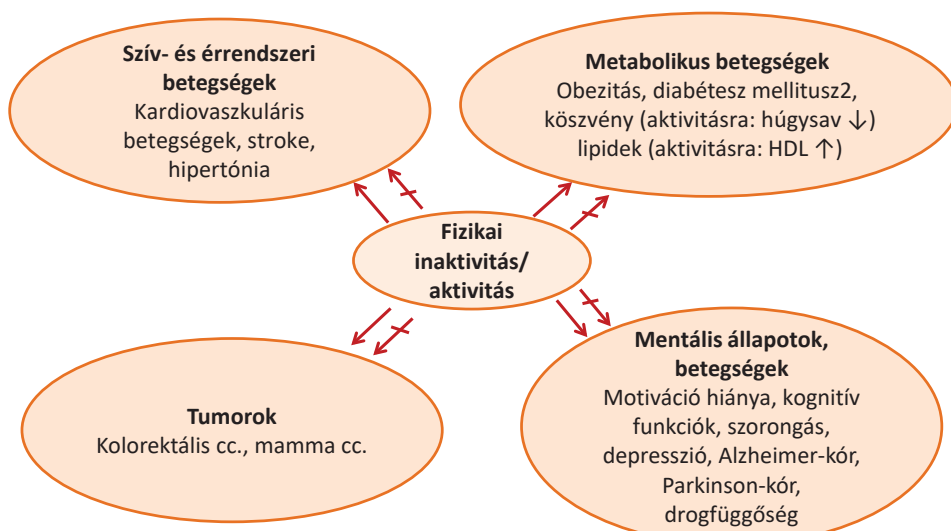 Szív- és érrendszeri
betegségek
Kardiovaszkuláris
betegségek, stroke,
hipertónia
Metabolikus betegségek
Obezitás, diabétesz mellitusz2,
köszvény (aktivitásra: húgysav ↓)
lipidek (aktivitásra: HDL ↑)
Fizikai
inaktivitás/
aktivitás
Tumorok
Kolorektális cc., mamma cc.
Mentális állapotok,
betegségek
Motiváció hiánya, kognitív
funkciók, szorongás,
depresszió, Alzheimer-kór,
Parkinson-kór,
drogfüggőség